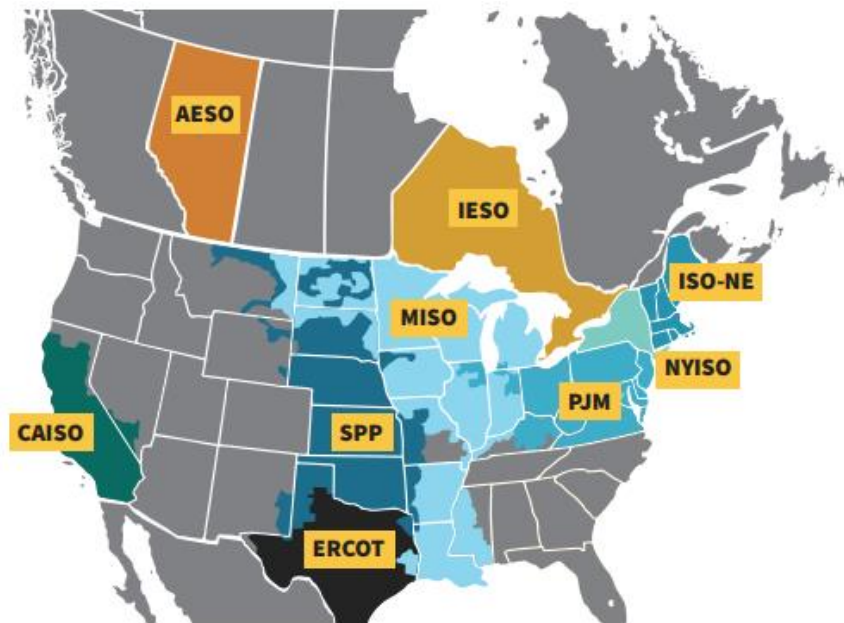 AESO
IESO
ISO-NE
MISO
NYISO
PJM
CAISO
SPP
ERCOT